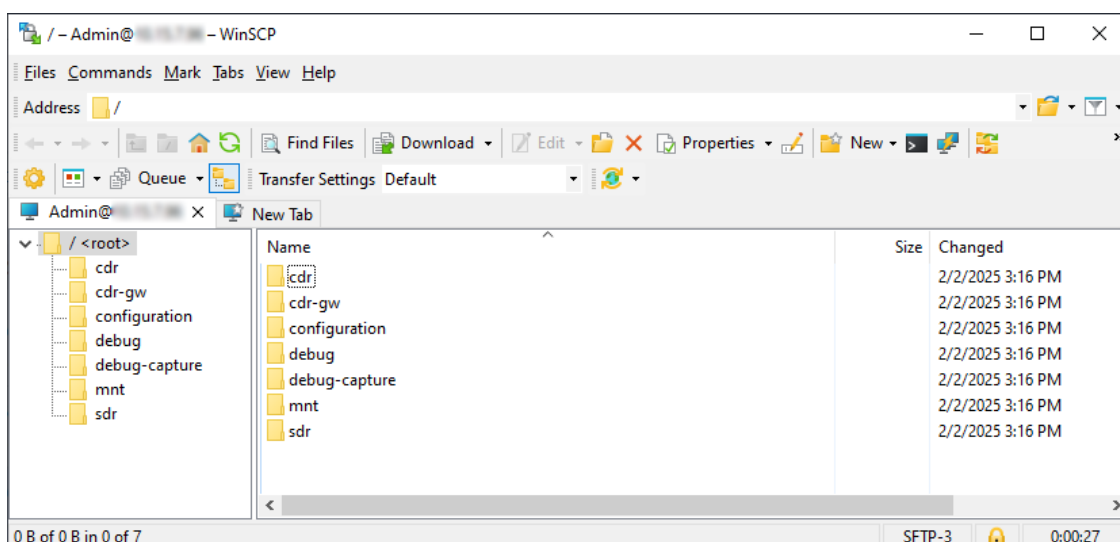 / – Admin@ – WinSCP
Files Commands Mark Tabs View Help
Address /
Find Files Download Edit Properties New
Queue Transfer Settings Default
Admin@ New Tab
/ <root>
cdr
cdr-gw
configuration
debug
debug-capture
mnt
sdr
Name Size Changed
cdr 2/2/2025 3:16 PM
cdr-gw 2/2/2025 3:16 PM
configuration 2/2/2025 3:16 PM
debug 2/2/2025 3:16 PM
debug-capture 2/2/2025 3:16 PM
mnt 2/2/2025 3:16 PM
sdr 2/2/2025 3:16 PM
0 B of 0 B in 0 of 7 SFTP-3 0:00:27